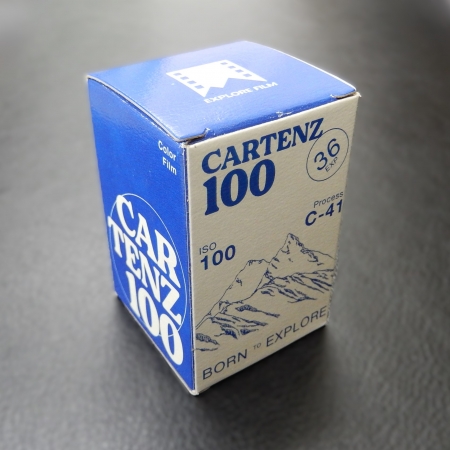 EXPLORE FILM
Color
Film
CAR
TENZ
100
CARTENZ
100
36
EXP
Process
C-41
ISO
100
BORN TO EXPLORE